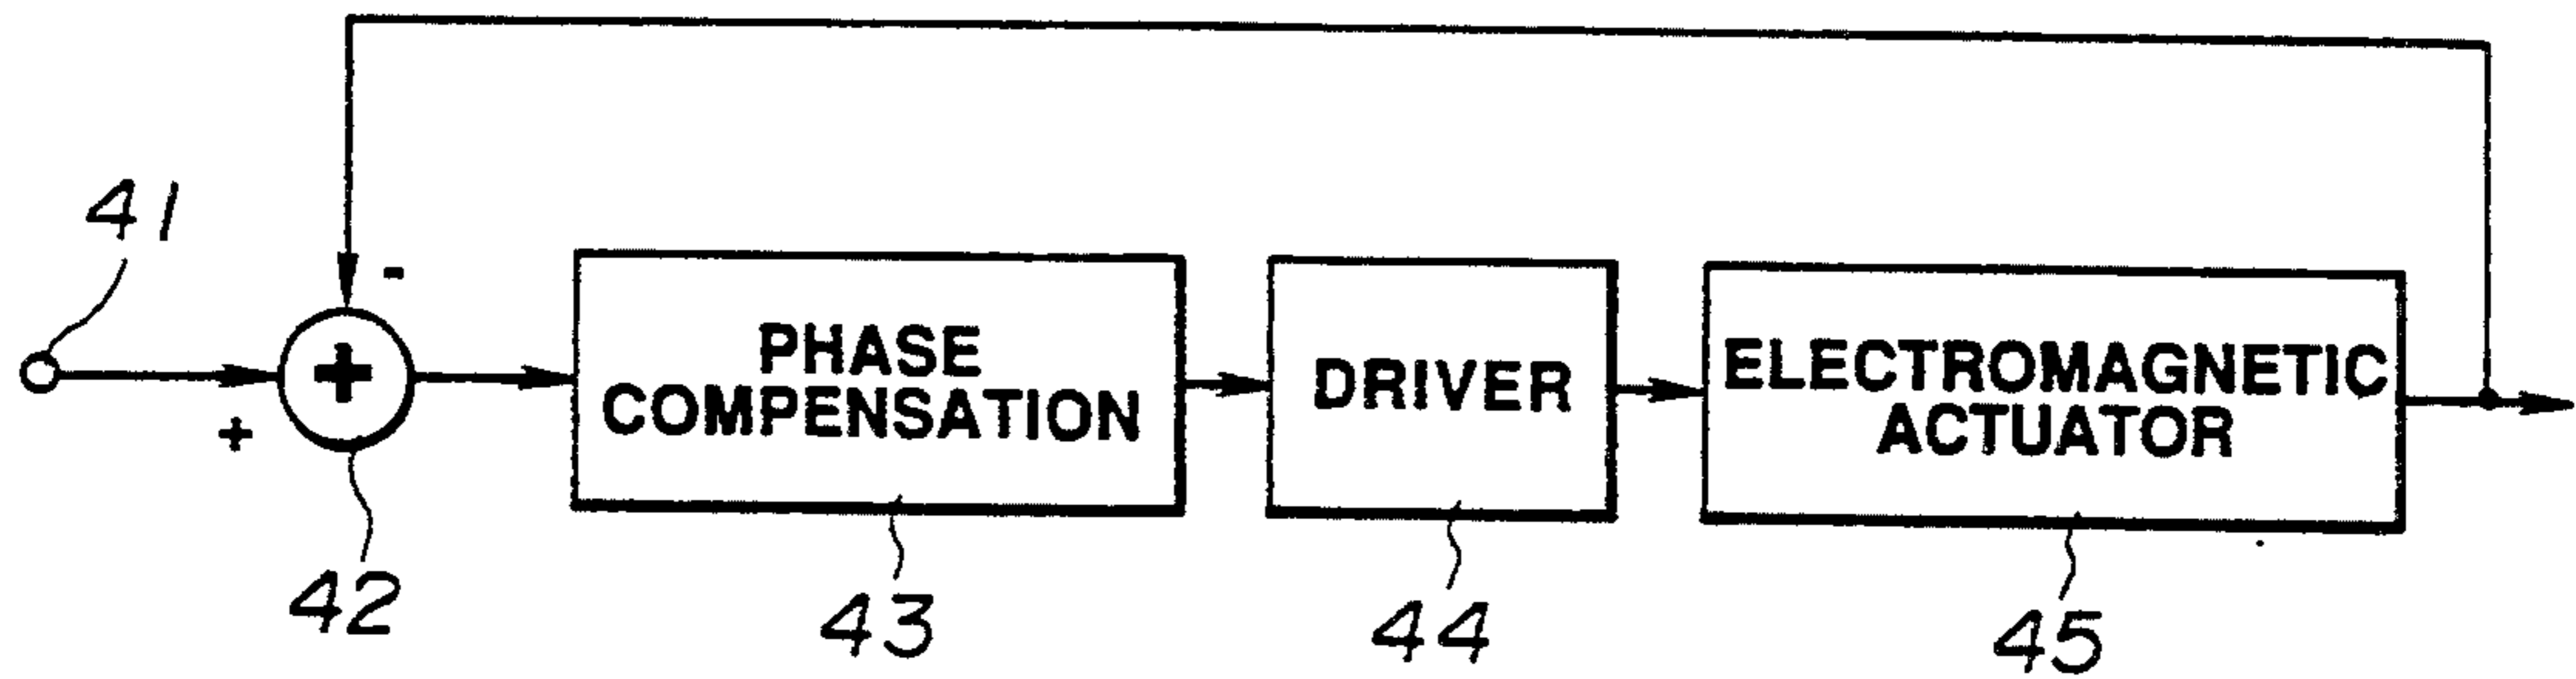 41
-
+
+
PHASE
COMPENSATION
DRIVER
ELECTROMAGNETIC
ACTUATOR
42
43
44
45